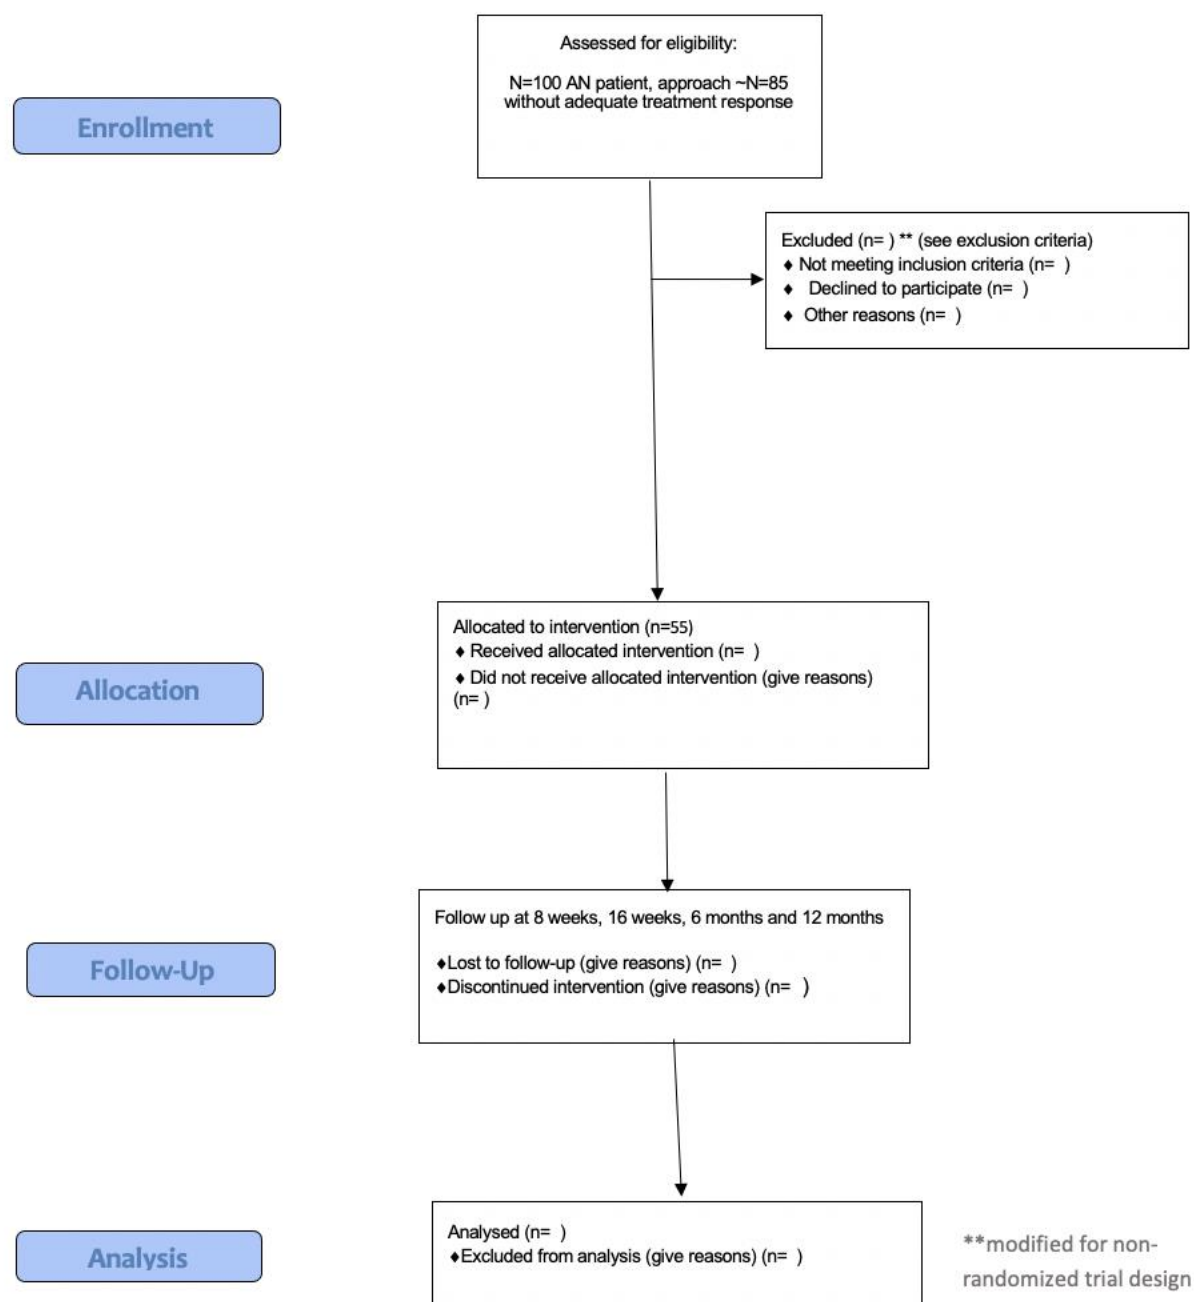 Enrollment
Assessed for eligibility:
N=100 AN patient, approach ~N=85
without adequate treatment response
Excluded (n= ) ** (see exclusion criteria)
♦ Not meeting inclusion criteria (n=  )
♦  Declined to participate (n=  )
♦  Other reasons (n=  )
Allocation
Allocated to intervention (n=55)
♦ Received allocated intervention (n=  )
♦ Did not receive allocated intervention (give reasons)
(n= )
Follow-Up
Follow up at 8 weeks, 16 weeks, 6 months and 12 months
♦Lost to follow-up (give reasons) (n=  )
♦Discontinued intervention (give reasons) (n=  )
Analysis
Analysed (n=  )
♦Excluded from analysis (give reasons) (n=  )
**modified for non-
randomized trial design